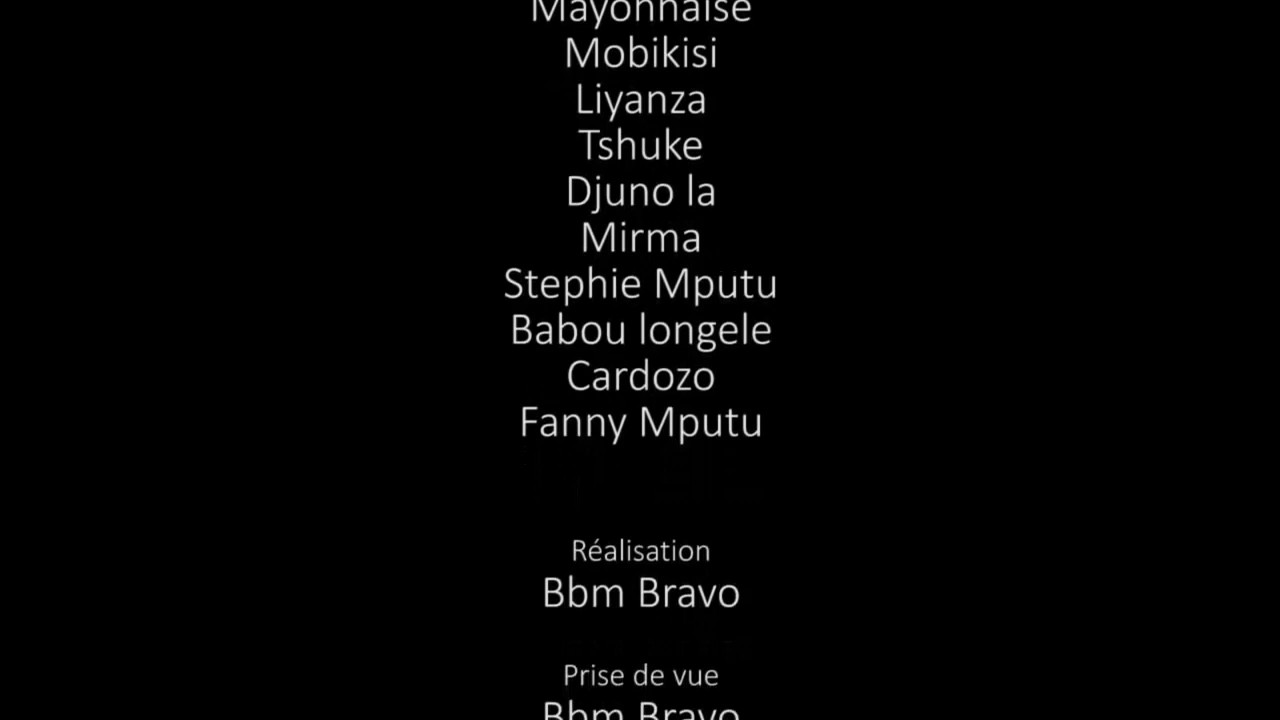 Mayonnaise
Mobikisi
Liyanza
Tshuke
Djuno la
Mirma
Stephie Mputu
Babou longele
Cardozo
Fanny Mputu
Réalisation
Bbm Bravo
Prise de vue
Bbm Bravo